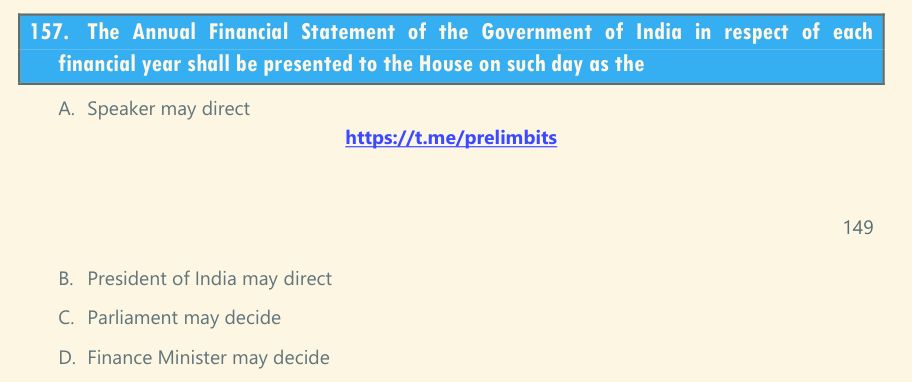 157. The Annual Financial Statement of the Government of India in respect of each
financial year shall be presented to the House on such day as the
A. Speaker may direct
https://t.me/prelimbits
149
B. President of India may direct
C. Parliament may decide
D. Finance Minister may decide